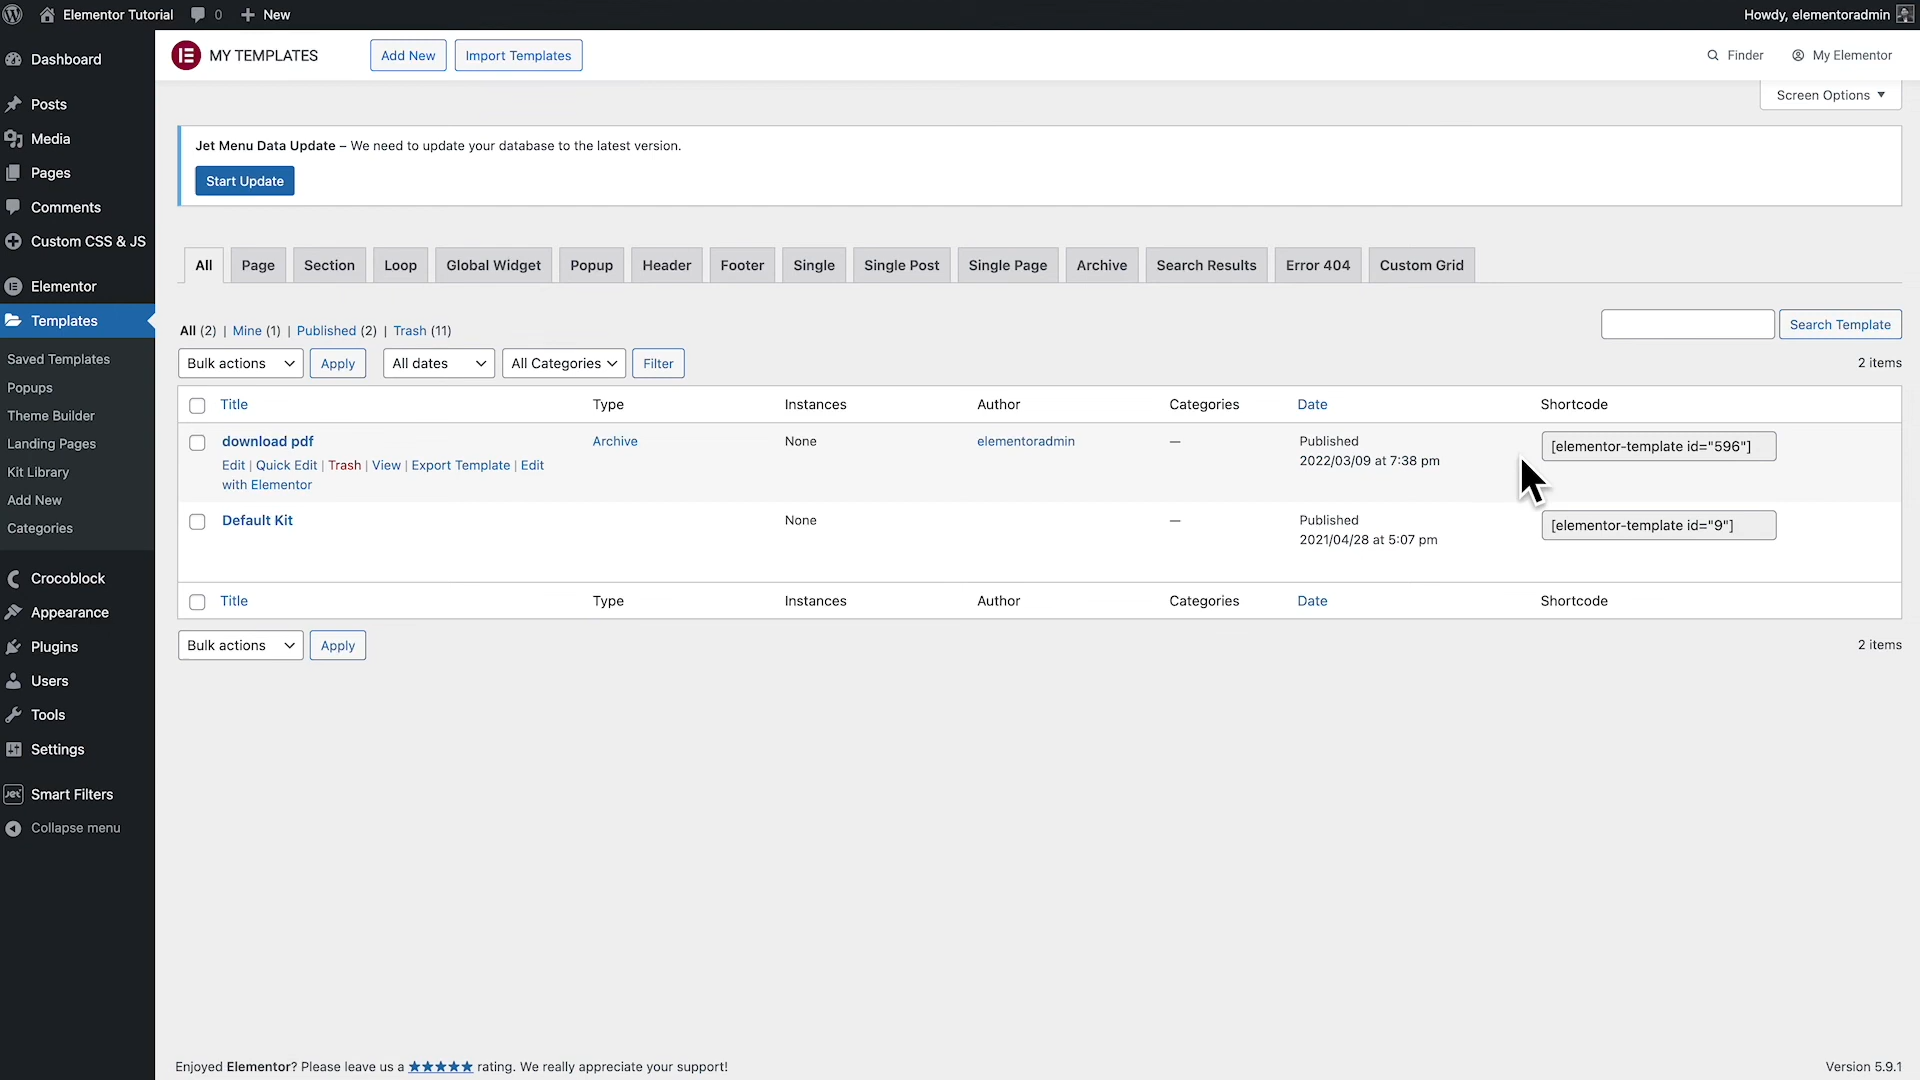 Elementor Tutorial 0 New Howdy, elementoradmin
MY TEMPLATES Add New Import Templates Finder My Elementor
Screen Options
Dashboard
Posts
Media
Pages
Comments
Custom CSS & JS
Elementor
Templates
Saved Templates
Popups
Theme Builder
Landing Pages
Kit Library
Add New
Categories
Crocoblock
Appearance
Plugins
Users
Tools
Settings
Jet Smart Filters
Collapse menu
Jet Menu Data Update – We need to update your database to the latest version.
Start Update
All Page Section Loop Global Widget Popup Header Footer Single Single Post Single Page Archive Search Results Error 404 Custom Grid
All (2) | Mine (1) | Published (2) | Trash (11) Search Template
Bulk actions Apply All dates All Categories Filter 2 items
Title Type Instances Author Categories Date Shortcode
download pdf Archive None elementoradmin — Published [elementor-template id="596"]
2022/03/09 at 7:38 pm
Edit | Quick Edit | Trash | View | Export Template | Edit
with Elementor
Default Kit None — Published [elementor-template id="9"]
2021/04/28 at 5:07 pm
Title Type Instances Author Categories Date Shortcode
Bulk actions Apply 2 items
Enjoyed Elementor? Please leave us a ★★★★★ rating. We really appreciate your support! Version 5.9.1